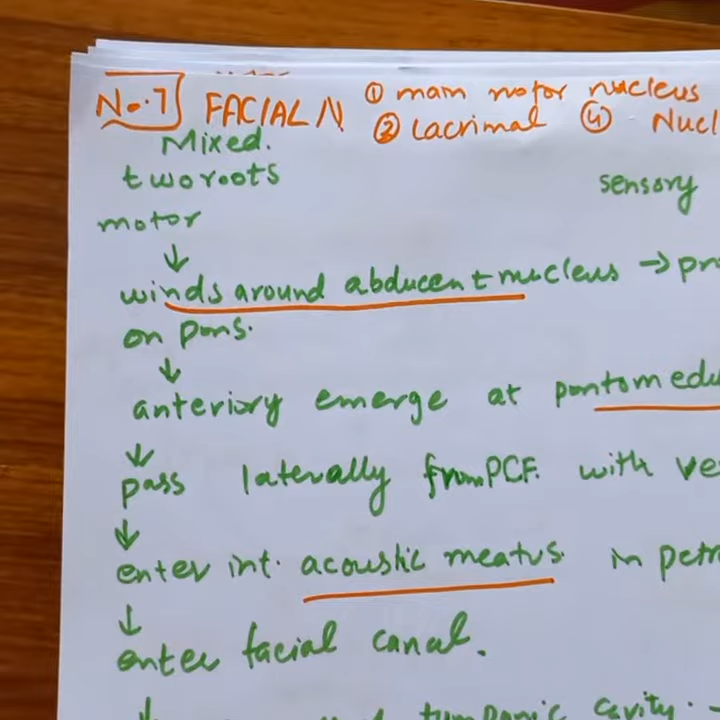 No.7 FACIAL N ① main motor nucleus
② Lacrimal ④ Nucl
Mixed.
two roots
sensory
motor
↓
winds around abducent nucleus → pr
on pons.
↓
anteriory emerge at pontomedu
↓
pass laterally from PCF. with ve
↓
enter int. acoustic meatus. in petr
↓
enter facial canal.
↓
tympanic cavity.